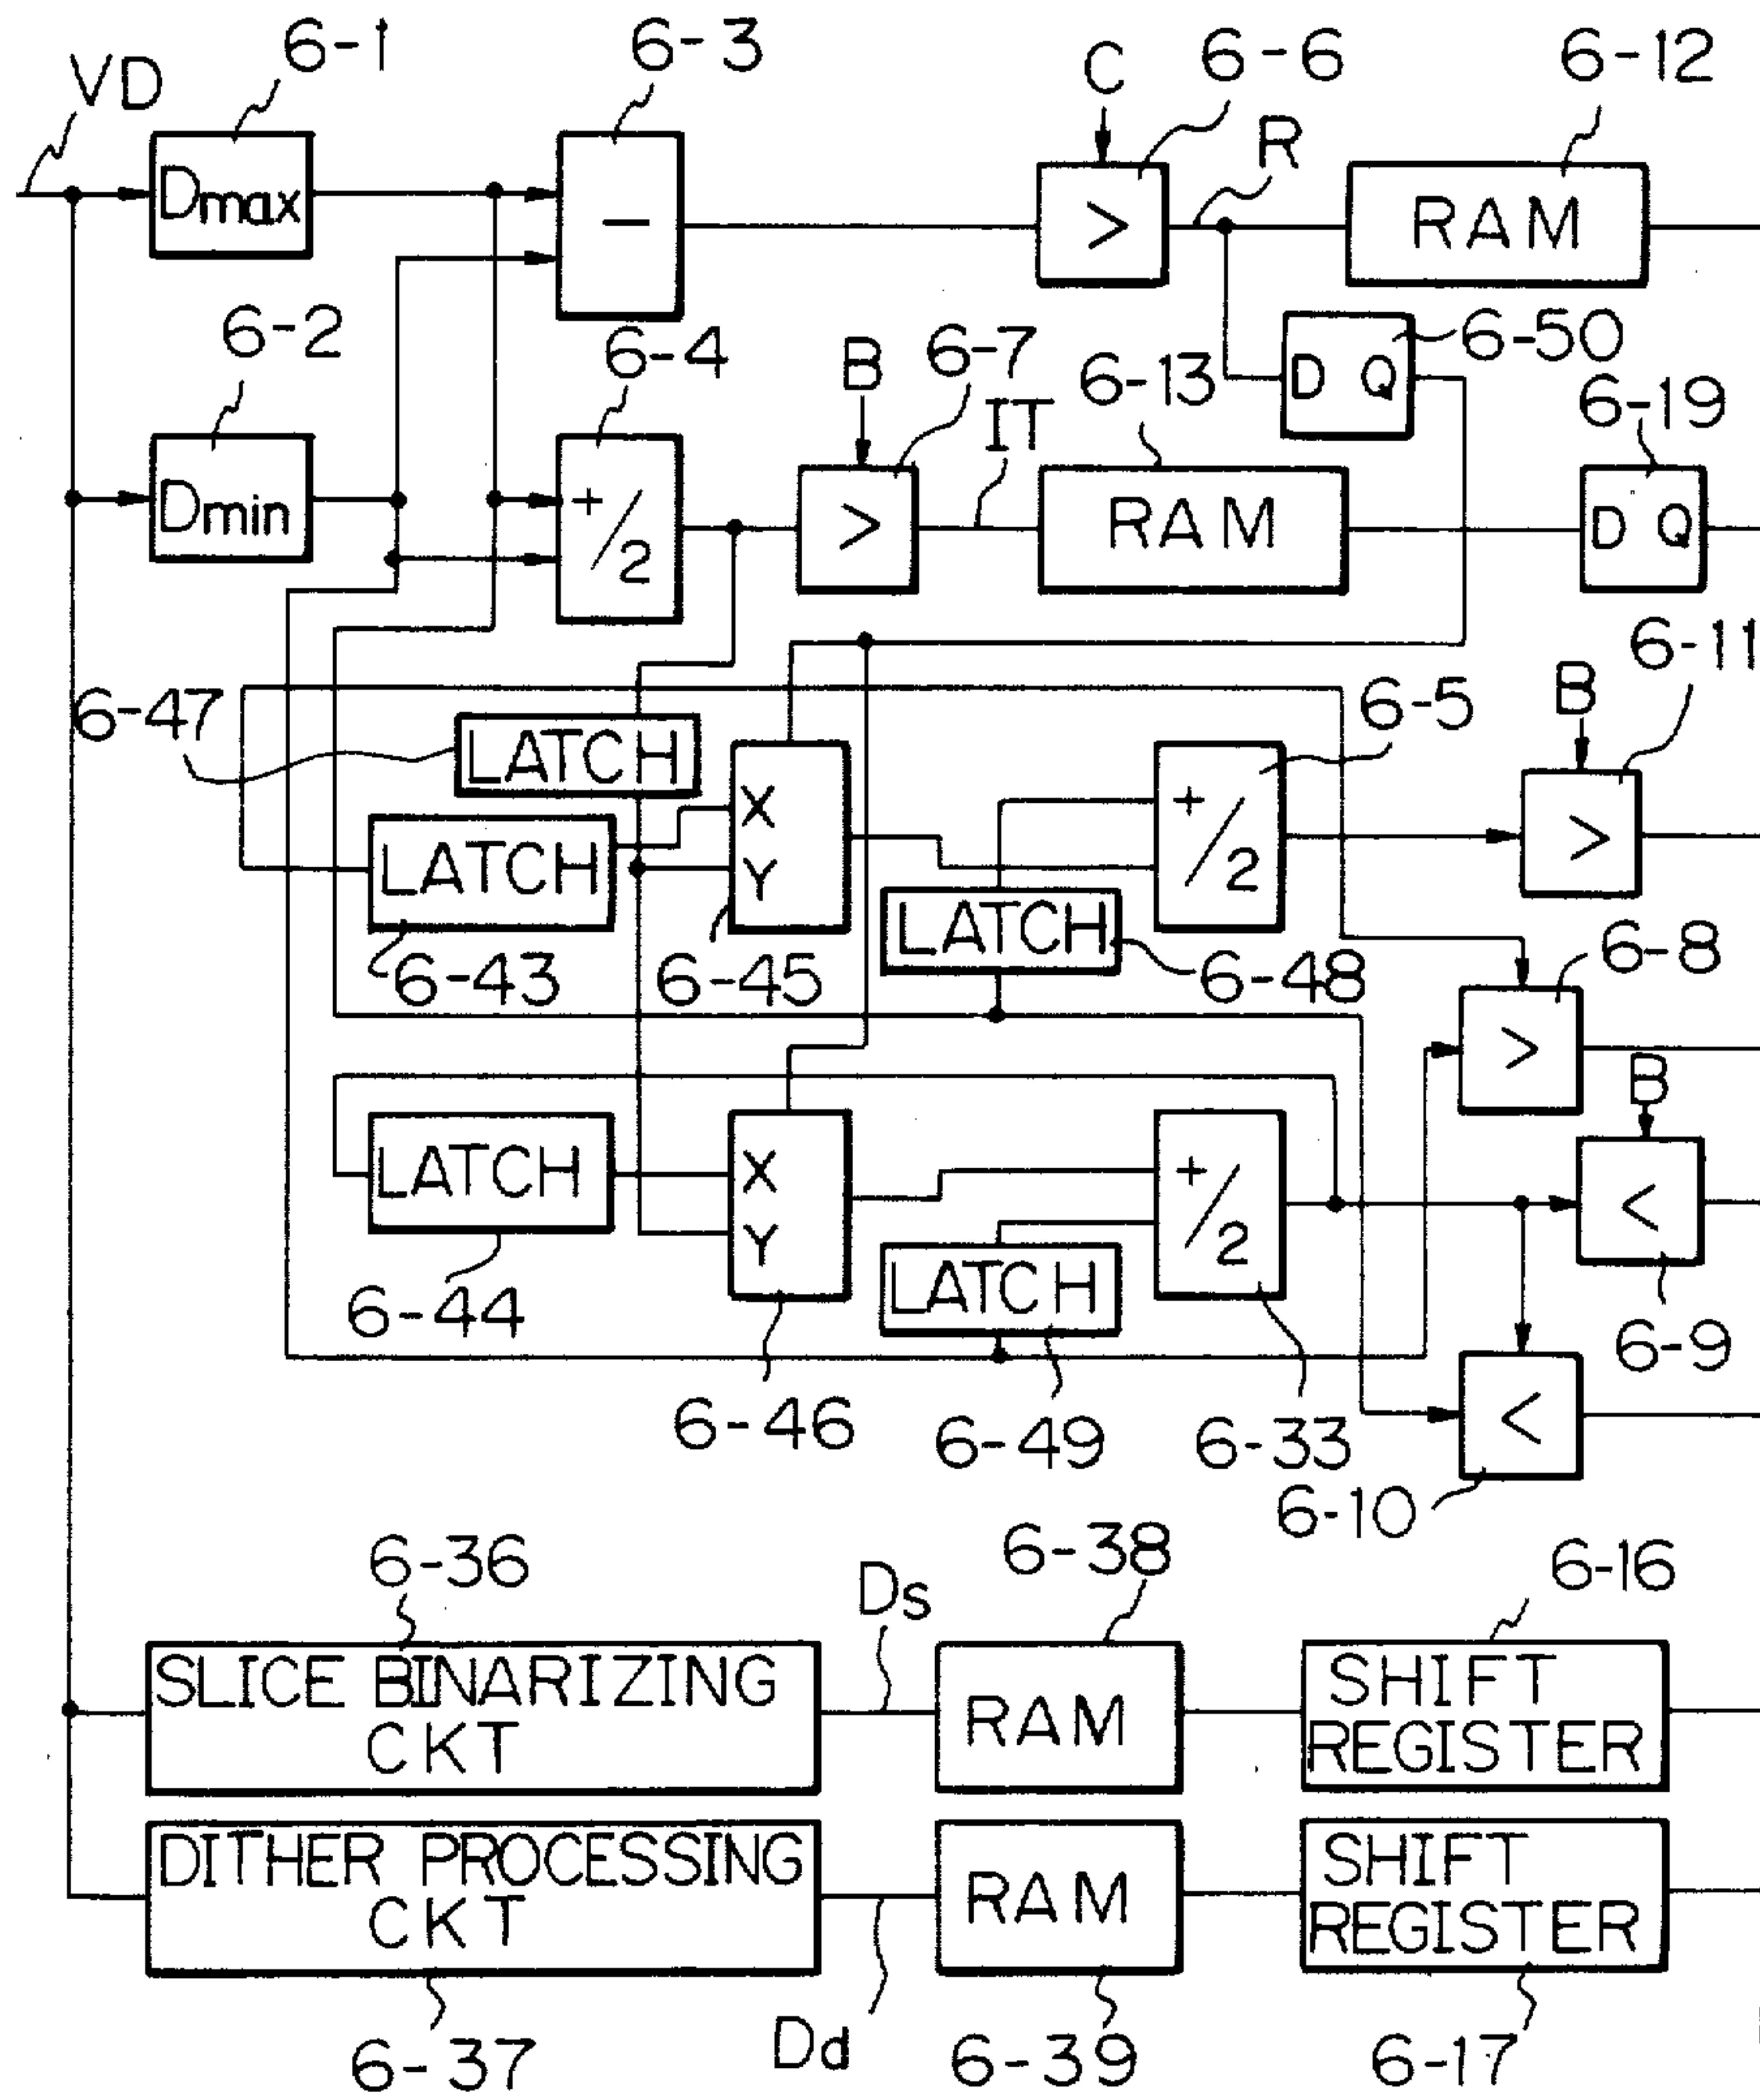 VD
6-1
6-3
C
6-6
R
6-12
Dmax
−
>
RAM
6-2
6-4
B
6-7
IT
6-13
D Q
6-50
6-19
Dmin
+/2
>
RAM
D Q
6-47
LATCH
6-5
B
6-11
LATCH
X
Y
+/2
>
6-43
6-45
LATCH
6-48
6-8
>
B
LATCH
X
Y
+/2
<
6-44
LATCH
6-9
6-46
6-49
6-33
<
6-10
6-36
Ds
6-38
6-16
SLICE BINARIZING
CKT
RAM
SHIFT
REGISTER
DITHER PROCESSING
CKT
RAM
SHIFT
REGISTER
6-37
Dd
6-39
6-17